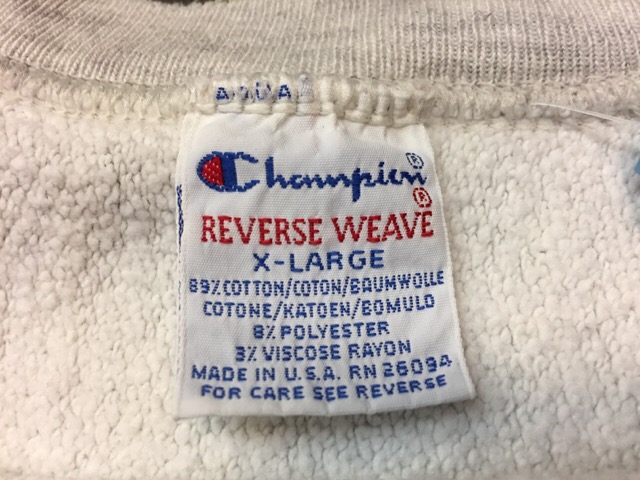 Champion®
REVERSE WEAVE®
X-LARGE
89% COTTON/COTON/BAUMWOLLE
COTONE/KATOEN/BOMULD
8% POLYESTER
3% VISCOSE RAYON
MADE IN U.S.A. RN 26094
FOR CARE SEE REVERSE